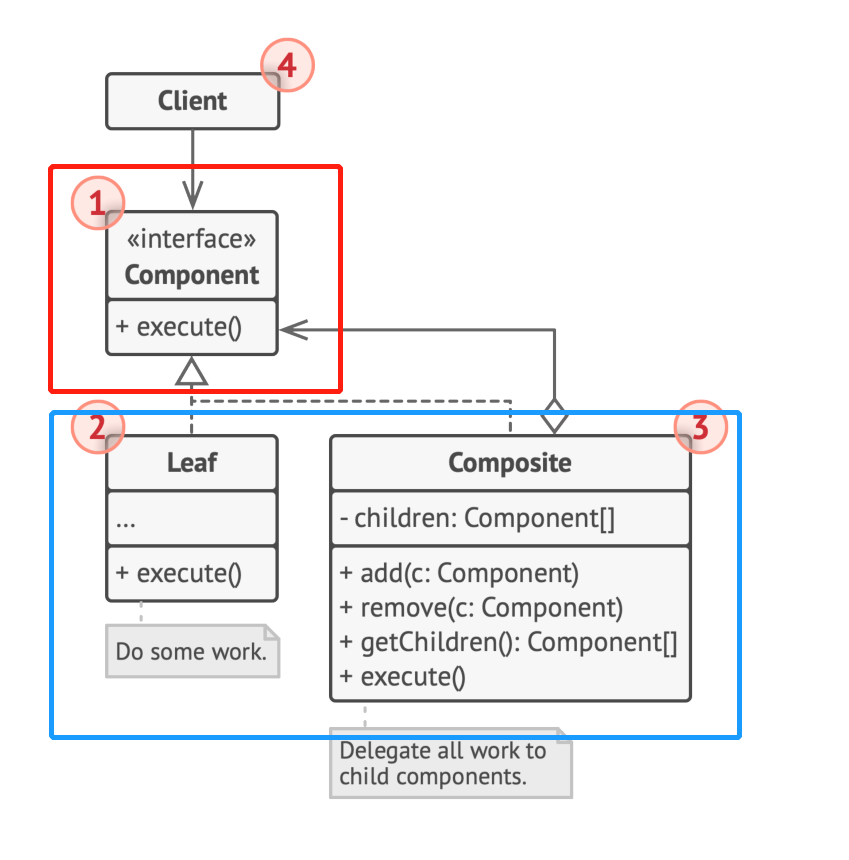 4
Client
1
«interface»
Component
+ execute()
2
3
Leaf
...
+ execute()
Do some work.
Composite
- children: Component[]
+ add(c: Component)
+ remove(c: Component)
+ getChildren(): Component[]
+ execute()
Delegate all work to
child components.